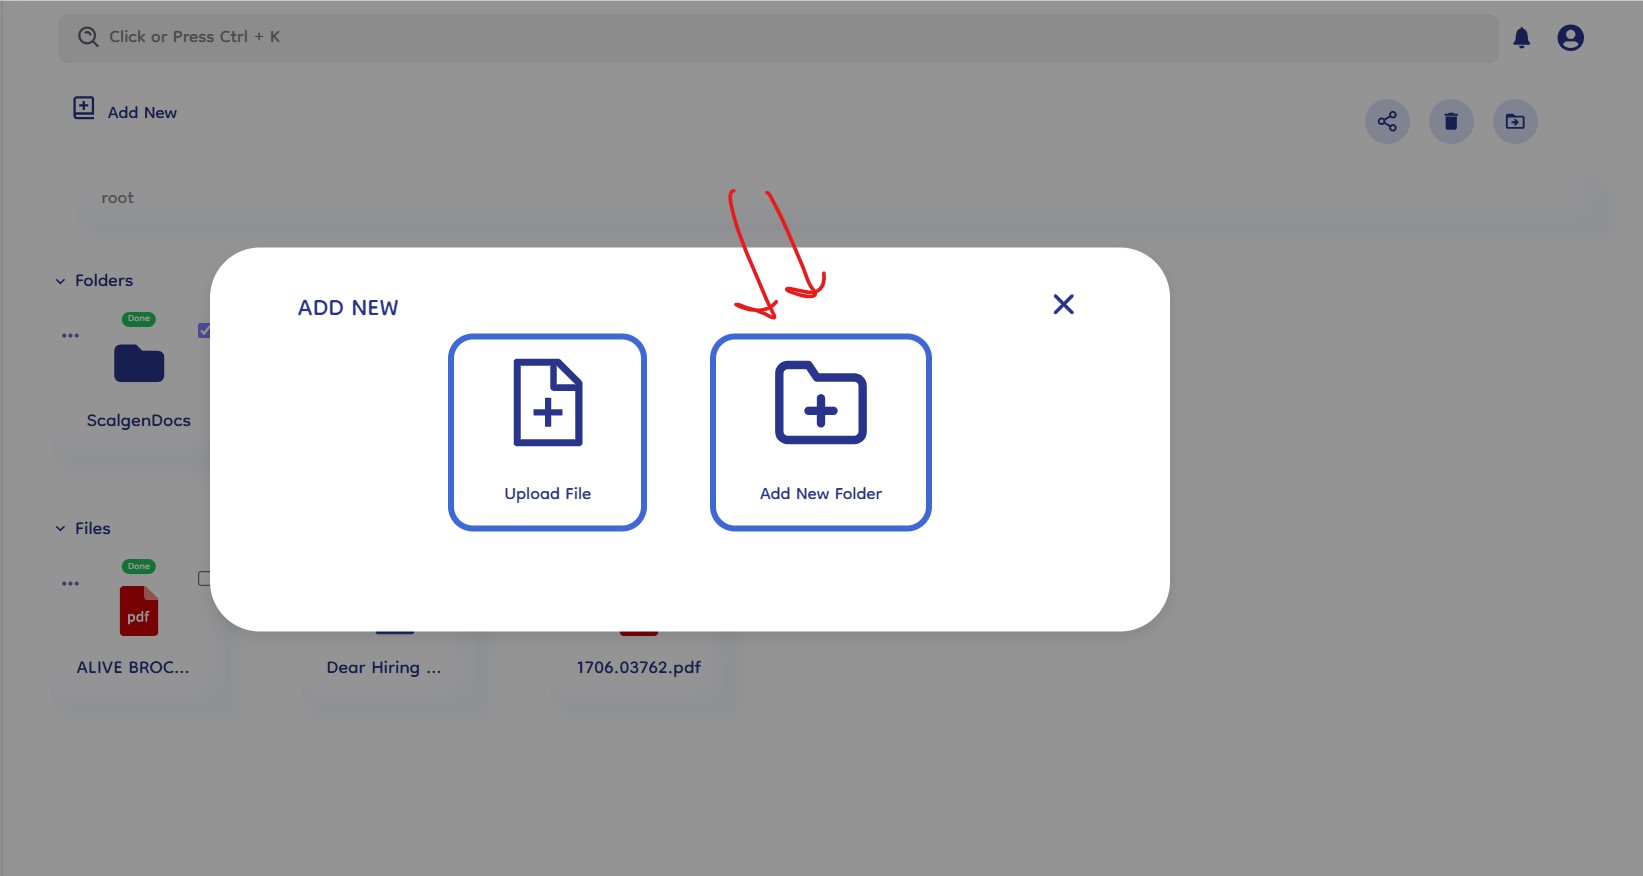 Click or Press Ctrl + K
Add New
root
Folders
Done
ScalgenDocs
ADD NEW
Upload File
Add New Folder
Files
Done
pdf
ALIVE BROC...
Dear Hiring ...
1706.03762.pdf